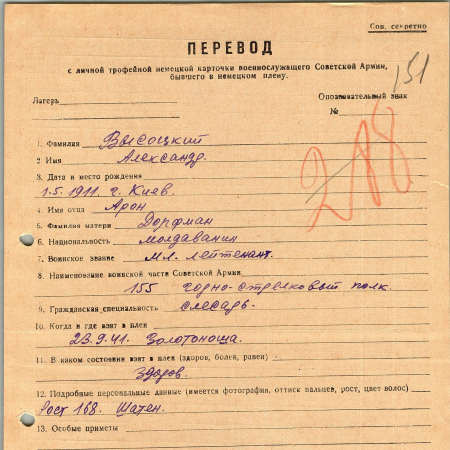 Сов. секретно
ПЕРЕВОД
с личной трофейной немецкой карточки военнослужащего Советской Армии,
бывшего в немецком плену.
151
Лагерь
Опознавательный знак
№
288
1. Фамилия Высоцкий
2 Имя Александр.
3. Дата и место рождения
1.5.1911 г. Киев.
4. Имя отца Арон
5. Фамилия матери Дорфман
6. Национальность молдаванин
7. Воинское звание мл. лейтенант.
8. Наименование воинской части Советской Армии
155 горно-стрелковый полк.
9. Гражданская специальность слесарь.
10. Когда и где взят в плен
23.9.41. Золотоноша.
11. В каком состоянии взят в плен (здоров, болен, ранен)
Здоров.
12. Подробные персональные данные (имеется фотография, оттиск пальцев, рост, цвет волос)
Рост 168. Шатен.
13. Особые приметы